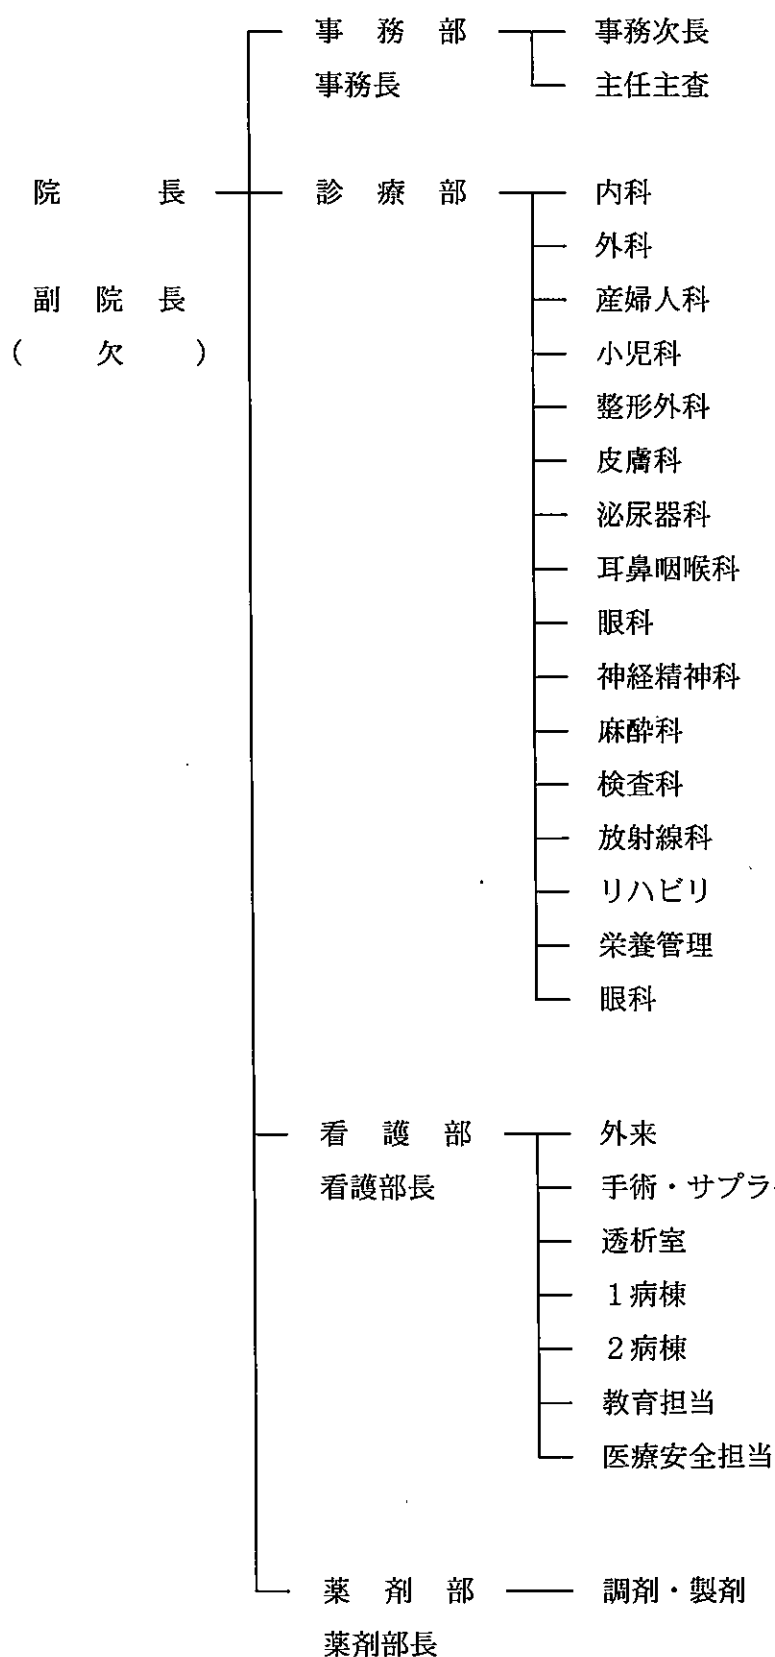 事務部 事務次長
事務長 主任主査
院長 診療部 内科
外科
副院長 産婦人科
(欠) 小児科
整形外科
皮膚科
泌尿器科
耳鼻咽喉科
眼科
神経精神科
麻酔科
検査科
放射線科
リハビリ
栄養管理
眼科
看護部 外来
看護部長 手術・サプラ
透析室
1病棟
2病棟
教育担当
医療安全担当
薬剤部 調剤・製剤
薬剤部長